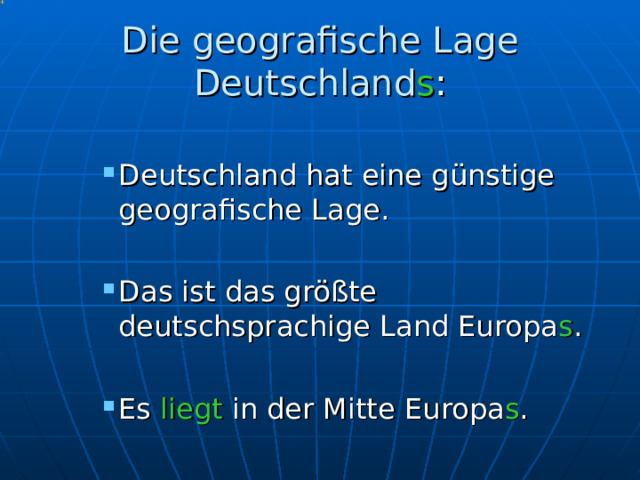 Die geografische Lage
Deutschlands:
Deutschland hat eine günstige
geografische Lage.
Das ist das größte
deutschsprachige Land Europas.
Es liegt in der Mitte Europas.